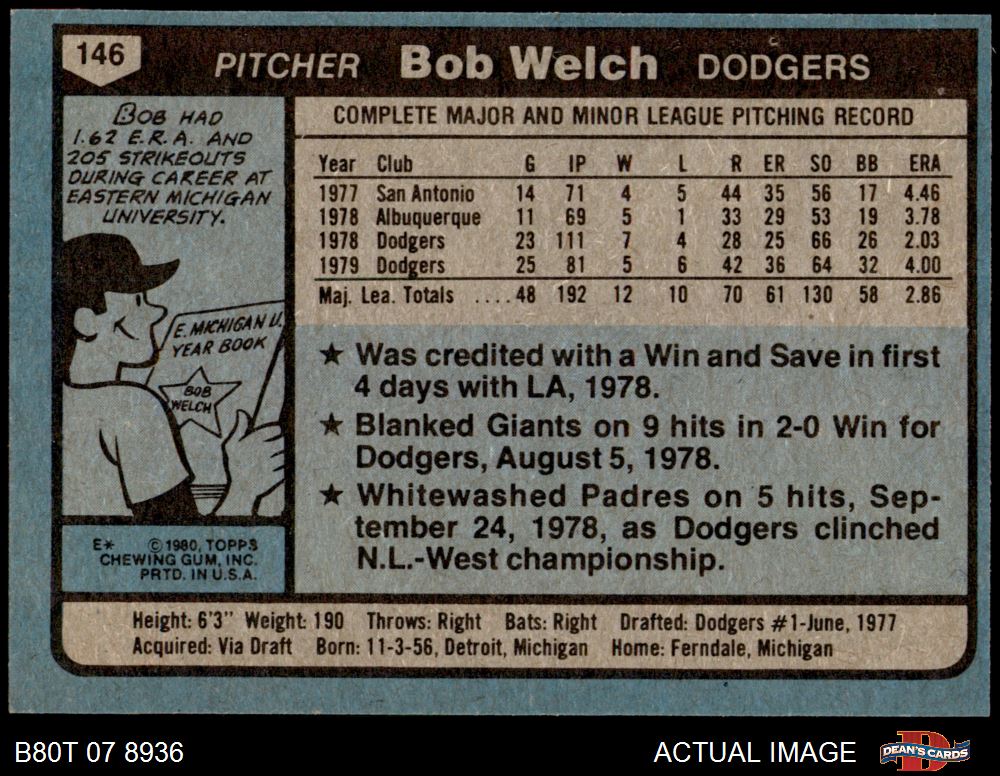 146
PITCHER Bob Welch DODGERS
BOB HAD
1.62 E.R.A. AND
205 STRIKEOUTS
DURING CAREER AT
EASTERN MICHIGAN
UNIVERSITY.
E. MICHIGAN U.
YEAR BOOK
BOB
WELCH
E* ©1980, TOPPS
CHEWING GUM, INC.
PRTD. IN U.S.A.
COMPLETE MAJOR AND MINOR LEAGUE PITCHING RECORD
Year Club G IP W L R ER SO BB ERA
1977 San Antonio 14 71 4 5 44 35 56 17 4.46
1978 Albuquerque 11 69 5 1 33 29 53 19 3.78
1978 Dodgers 23 111 7 4 28 25 66 26 2.03
1979 Dodgers 25 81 5 6 42 36 64 32 4.00
Maj. Lea. Totals ....48 192 12 10 70 61 130 58 2.86
★ Was credited with a Win and Save in first
4 days with LA, 1978.
★ Blanked Giants on 9 hits in 2-0 Win for
Dodgers, August 5, 1978.
★ Whitewashed Padres on 5 hits, Sep-
tember 24, 1978, as Dodgers clinched
N.L.-West championship.
Height: 6'3" Weight: 190 Throws: Right Bats: Right Drafted: Dodgers #1-June, 1977
Acquired: Via Draft Born: 11-3-56, Detroit, Michigan Home: Ferndale, Michigan
B80T 07 8936
ACTUAL IMAGE
D
DEAN'S CARDS